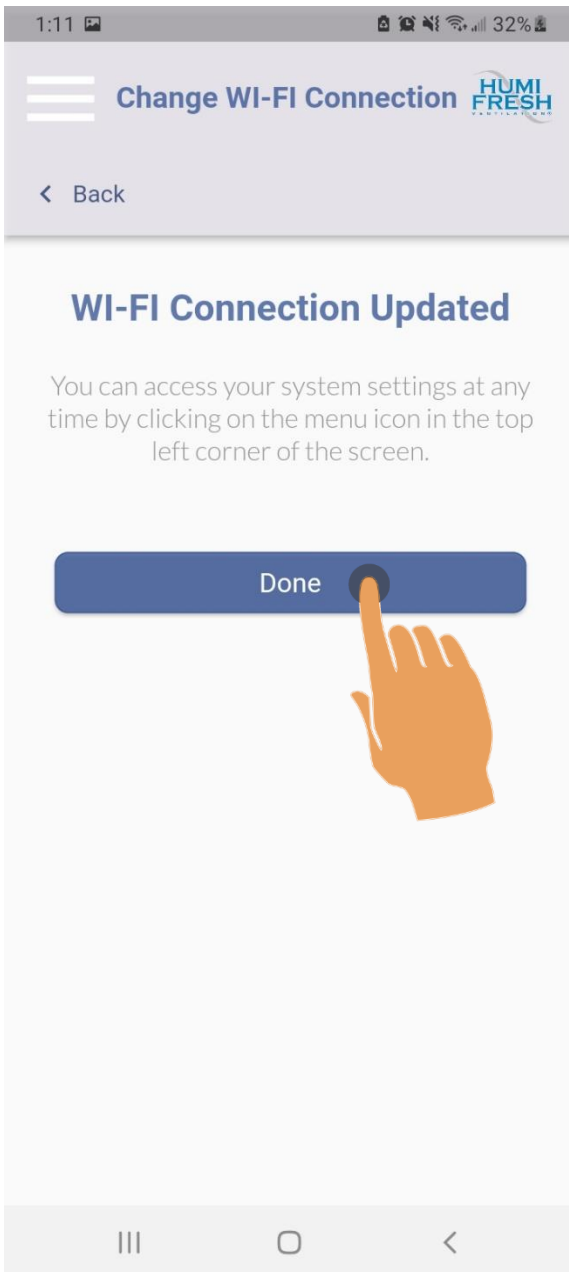 1:11 32%
Change WI-FI Connection
HUMI
FRESH
VENTILATION
< Back
WI-FI Connection Updated
You can access your system settings at any
time by clicking on the menu icon in the top
left corner of the screen.
Done